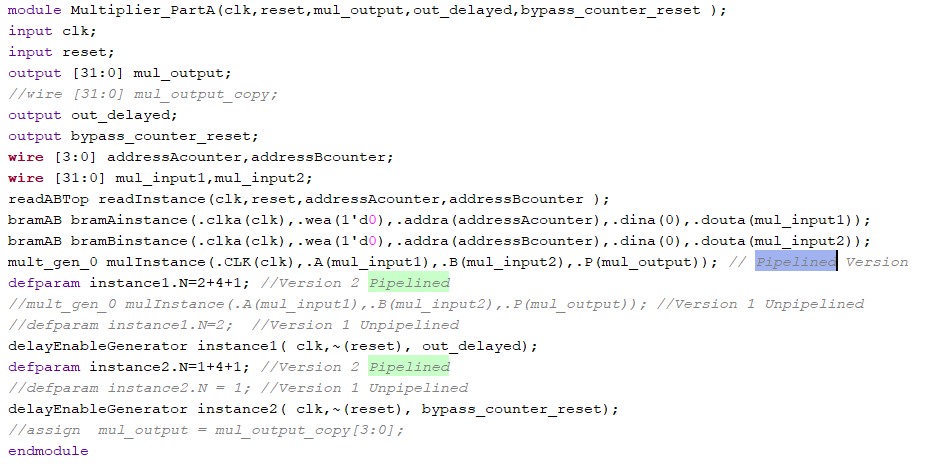 module Multiplier_PartA(clk,reset,mul_output,out_delayed,bypass_counter_reset );
input clk;
input reset;
output [31:0] mul_output;
//wire [31:0] mul_output_copy;
output out_delayed;
output bypass_counter_reset;
wire [3:0] addressAcounter,addressBcounter;
wire [31:0] mul_input1,mul_input2;
readABTop readInstance(clk,reset,addressAcounter,addressBcounter );
bramAB bramAinstance(.clka(clk),.wea(1'd0),.addra(addressAcounter),.dina(0),.douta(mul_input1));
bramAB bramBinstance(.clka(clk),.wea(1'd0),.addra(addressBcounter),.dina(0),.douta(mul_input2));
mult_gen_0 mulInstance(.CLK(clk),.A(mul_input1),.B(mul_input2),.P(mul_output)); // Pipelined Version
defparam instance1.N=2+4+1; //Version 2 Pipelined
//mult_gen_0 mulInstance(.A(mul_input1),.B(mul_input2),.P(mul_output)); //Version 1 Unpipelined
//defparam instance1.N=2;  //Version 1 Unpipelined
delayEnableGenerator instance1( clk,~(reset), out_delayed);
defparam instance2.N=1+4+1; //Version 2 Pipelined
//defparam instance2.N = 1; //Version 1 Unpipelined
delayEnableGenerator instance2( clk,~(reset), bypass_counter_reset);
//assign  mul_output = mul_output_copy[3:0];
endmodule